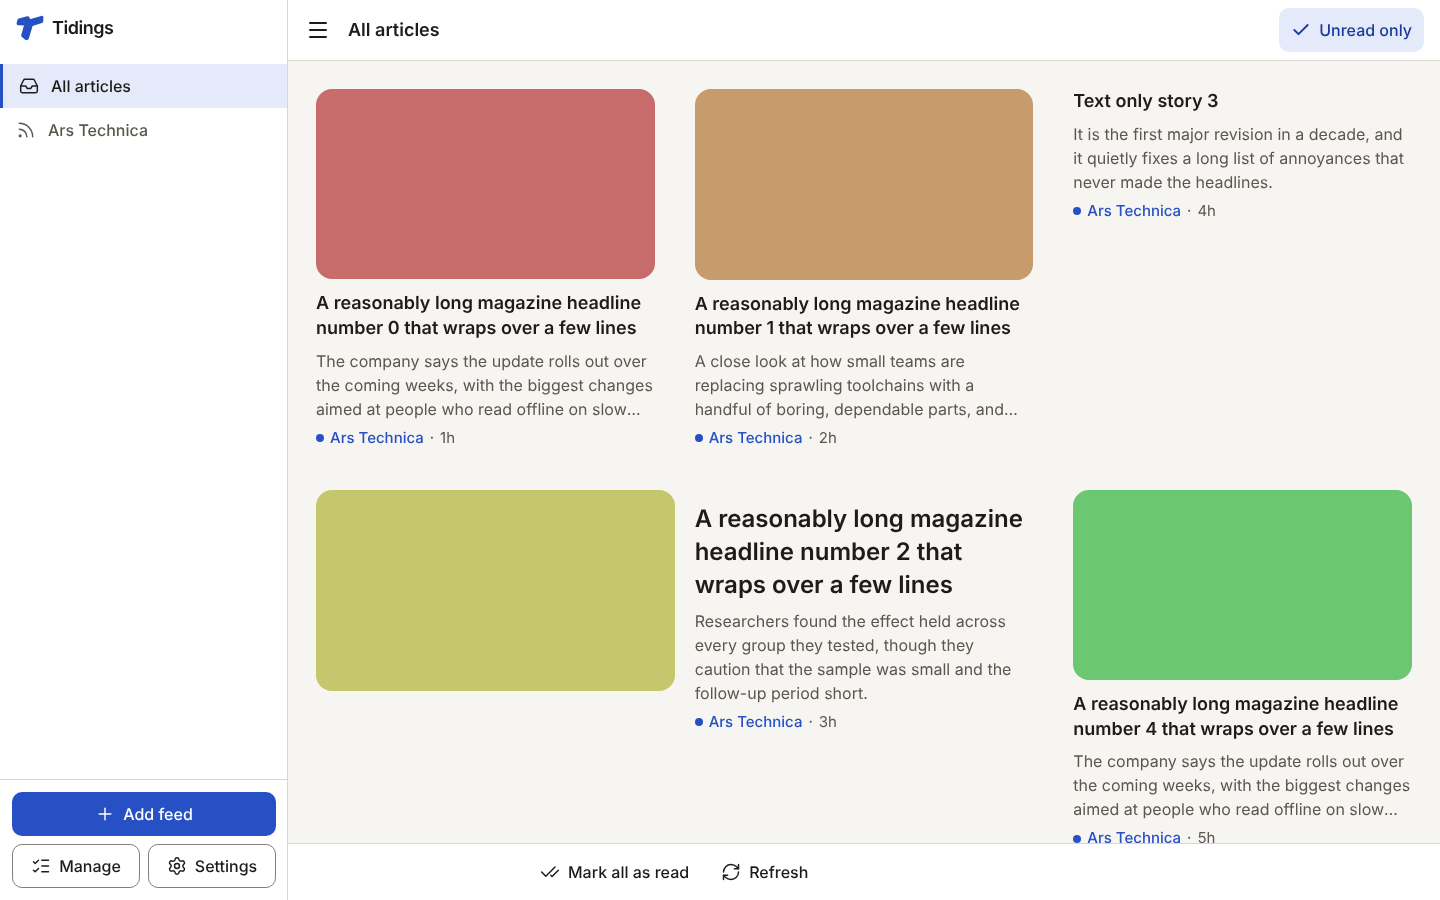 Tidings
All articles
Ars Technica
Add feed
Manage
Settings
All articles
Unread only
A reasonably long magazine headline
number 0 that wraps over a few lines
The company says the update rolls out over
the coming weeks, with the biggest changes
aimed at people who read offline on slow…
Ars Technica · 1h
A reasonably long magazine headline
number 1 that wraps over a few lines
A close look at how small teams are
replacing sprawling toolchains with a
handful of boring, dependable parts, and…
Ars Technica · 2h
Text only story 3
It is the first major revision in a decade, and
it quietly fixes a long list of annoyances that
never made the headlines.
Ars Technica · 4h
A reasonably long magazine
headline number 2 that
wraps over a few lines
Researchers found the effect held across
every group they tested, though they
caution that the sample was small and the
follow-up period short.
Ars Technica · 3h
A reasonably long magazine headline
number 4 that wraps over a few lines
The company says the update rolls out over
the coming weeks, with the biggest changes
aimed at people who read offline on slow…
Ars Technica · 5h
Mark all as read
Refresh